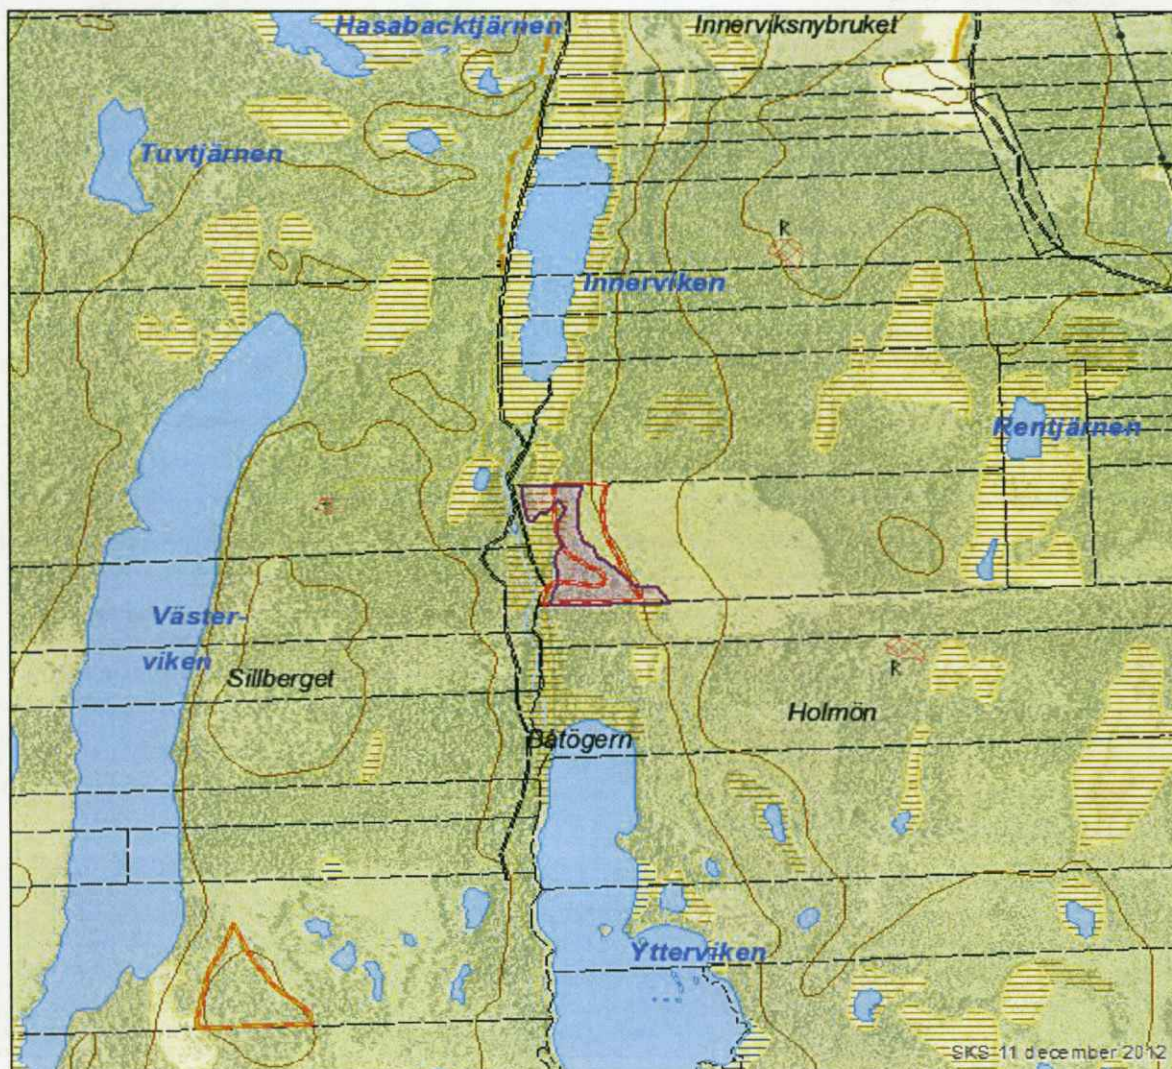 Hasabacktjärnen
Innerviksnybruket
Tuvtjärnen
R
Innerviken
Rentjärnen
Väster-
viken
Sillberget
R
Holmön
Båtögern
Ytterviken
SKS 11 december 2012